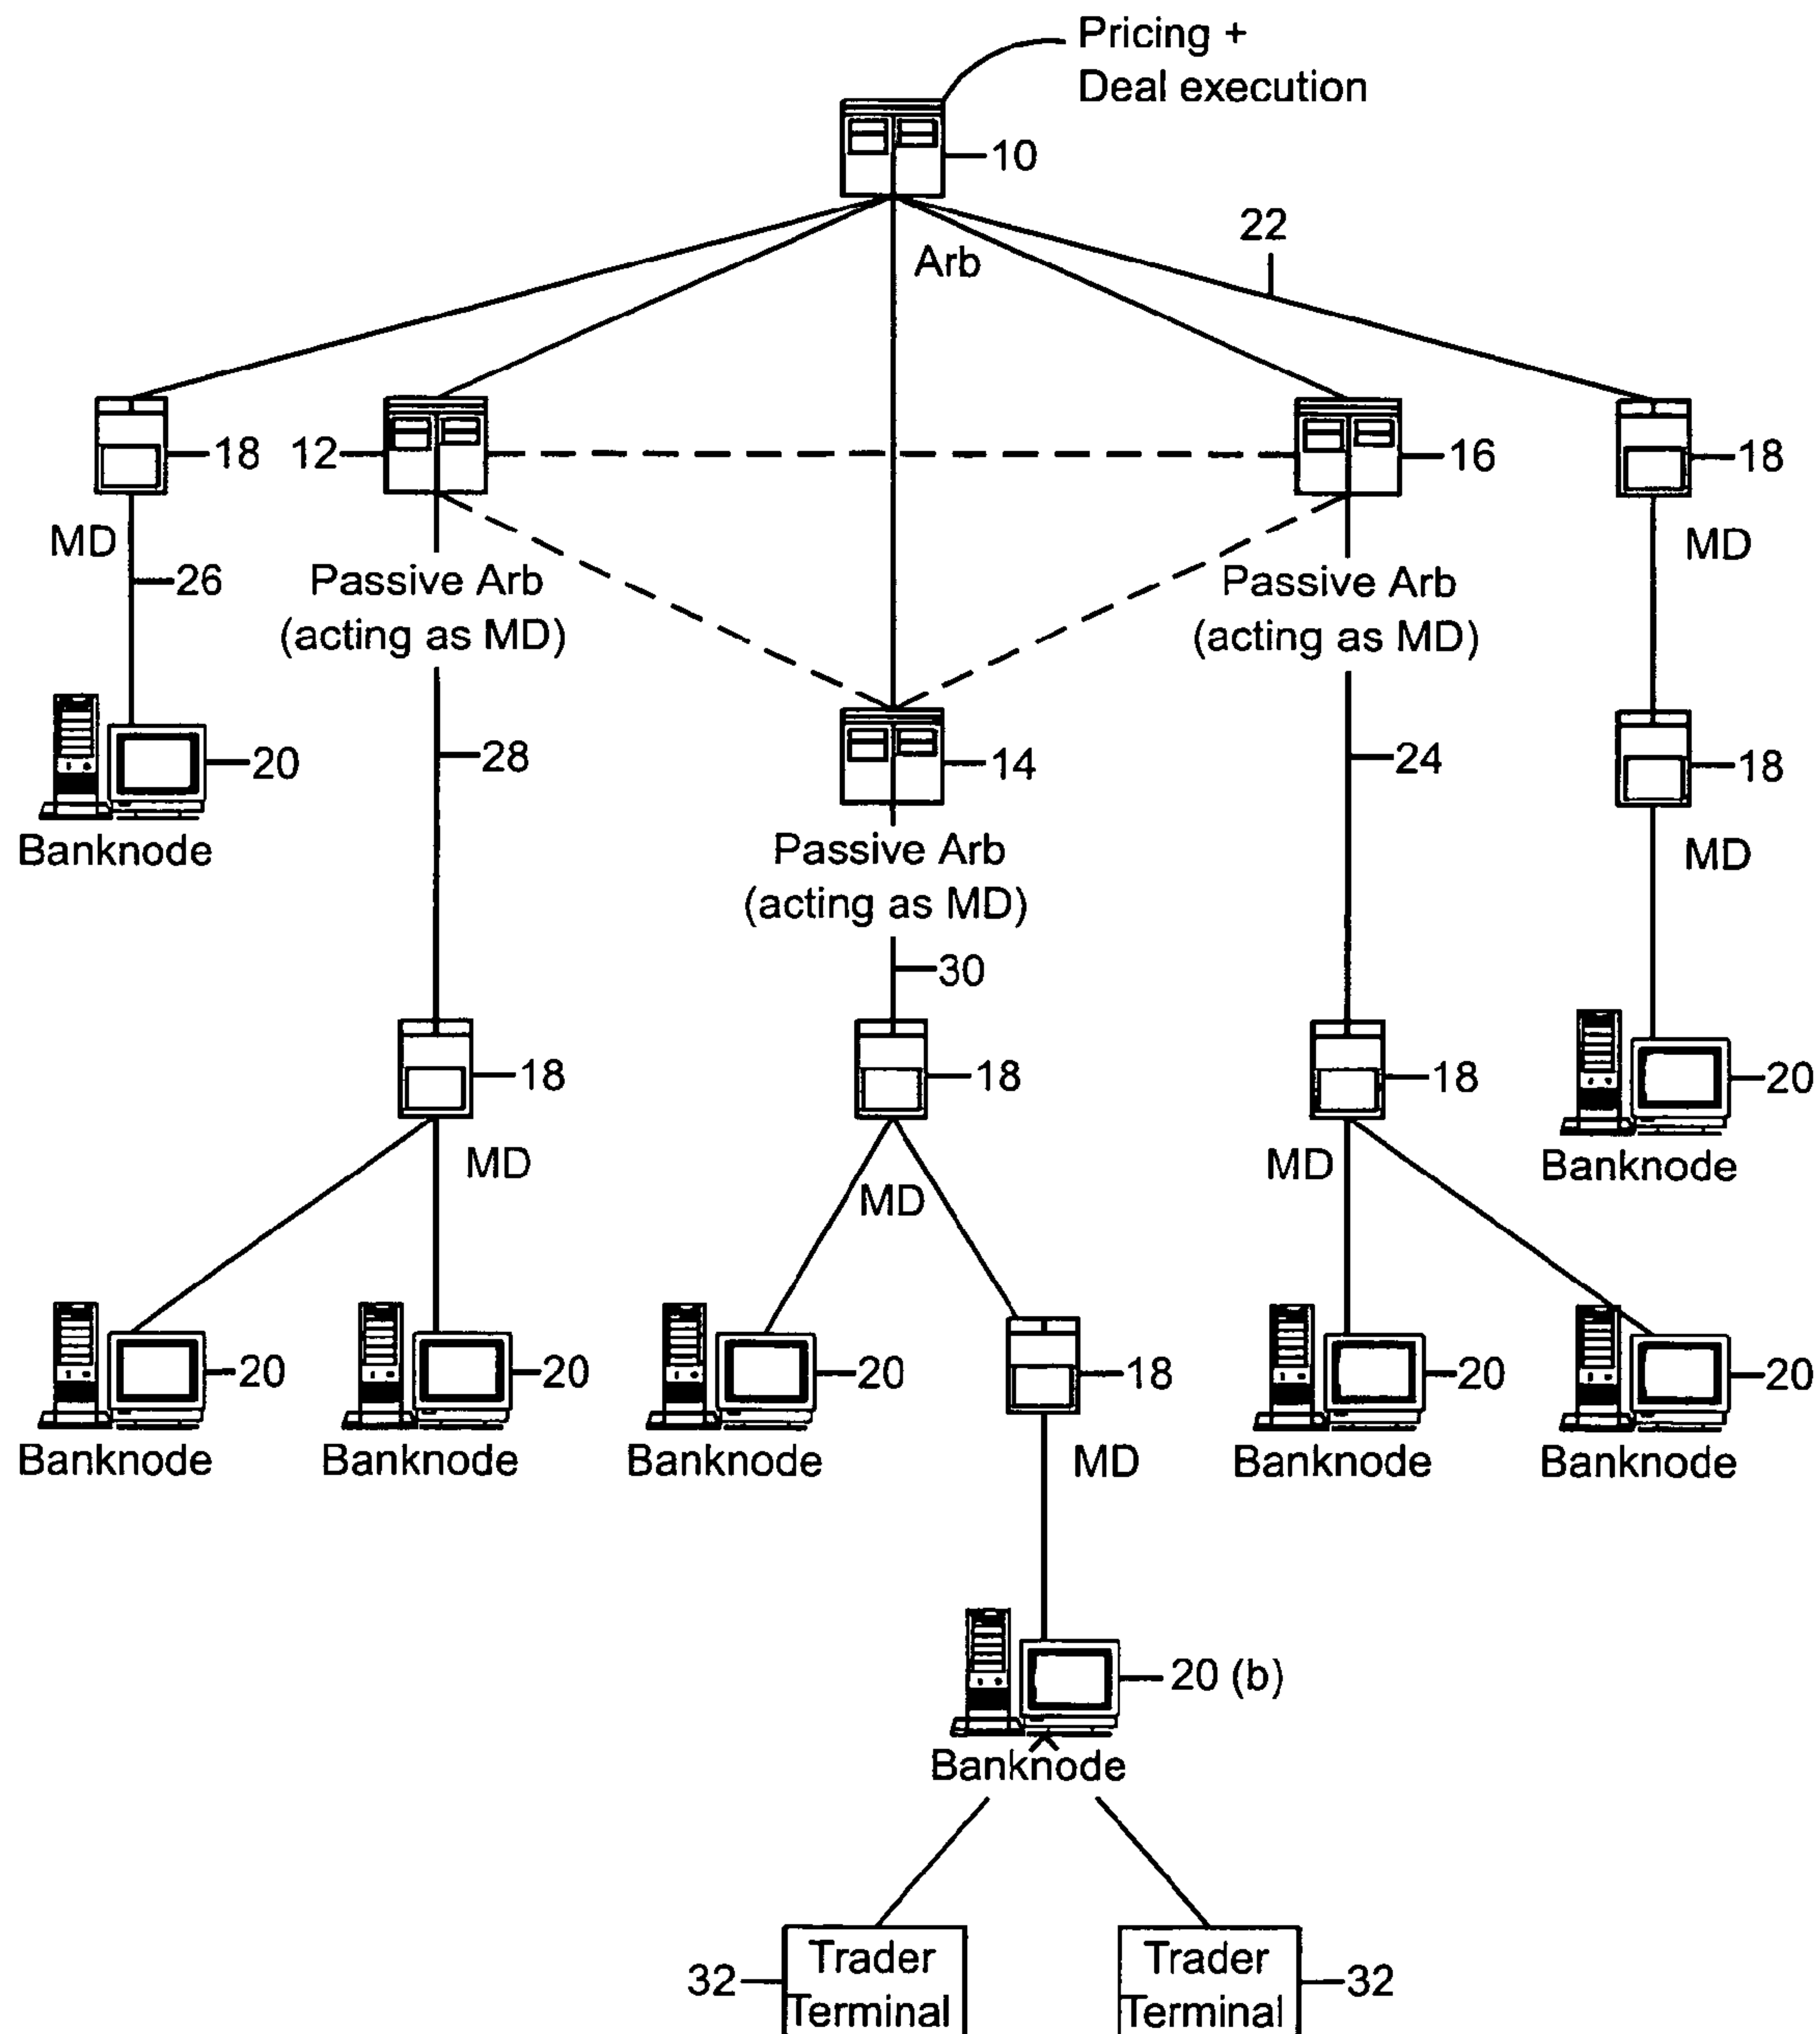 Pricing +
Deal execution
10
22
Arb
18
12
16
18
MD
MD
26
Passive Arb
(acting as MD)
Passive Arb
(acting as MD)
20
28
14
24
18
Banknode
Passive Arb
(acting as MD)
MD
30
18
18
18
20
MD
MD
MD
Banknode
20
20
20
18
20
20
Banknode
Banknode
Banknode
MD
Banknode
Banknode
20 (b)
Banknode
32
Trader
Terminal
Trader
Terminal
32